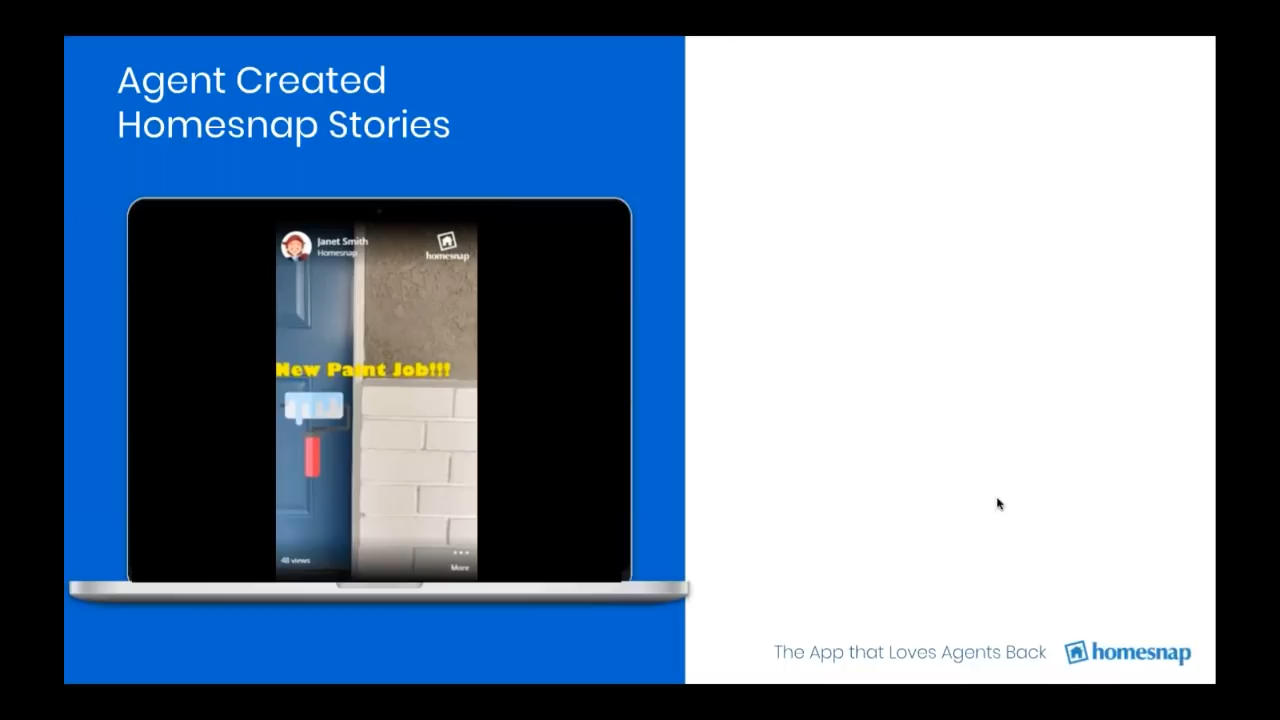 Agent Created
Homesnap Stories
Janet Smith
Homesnap
homesnap
New Paint Job!!!
48 views
More
The App that Loves Agents Back
homesnap